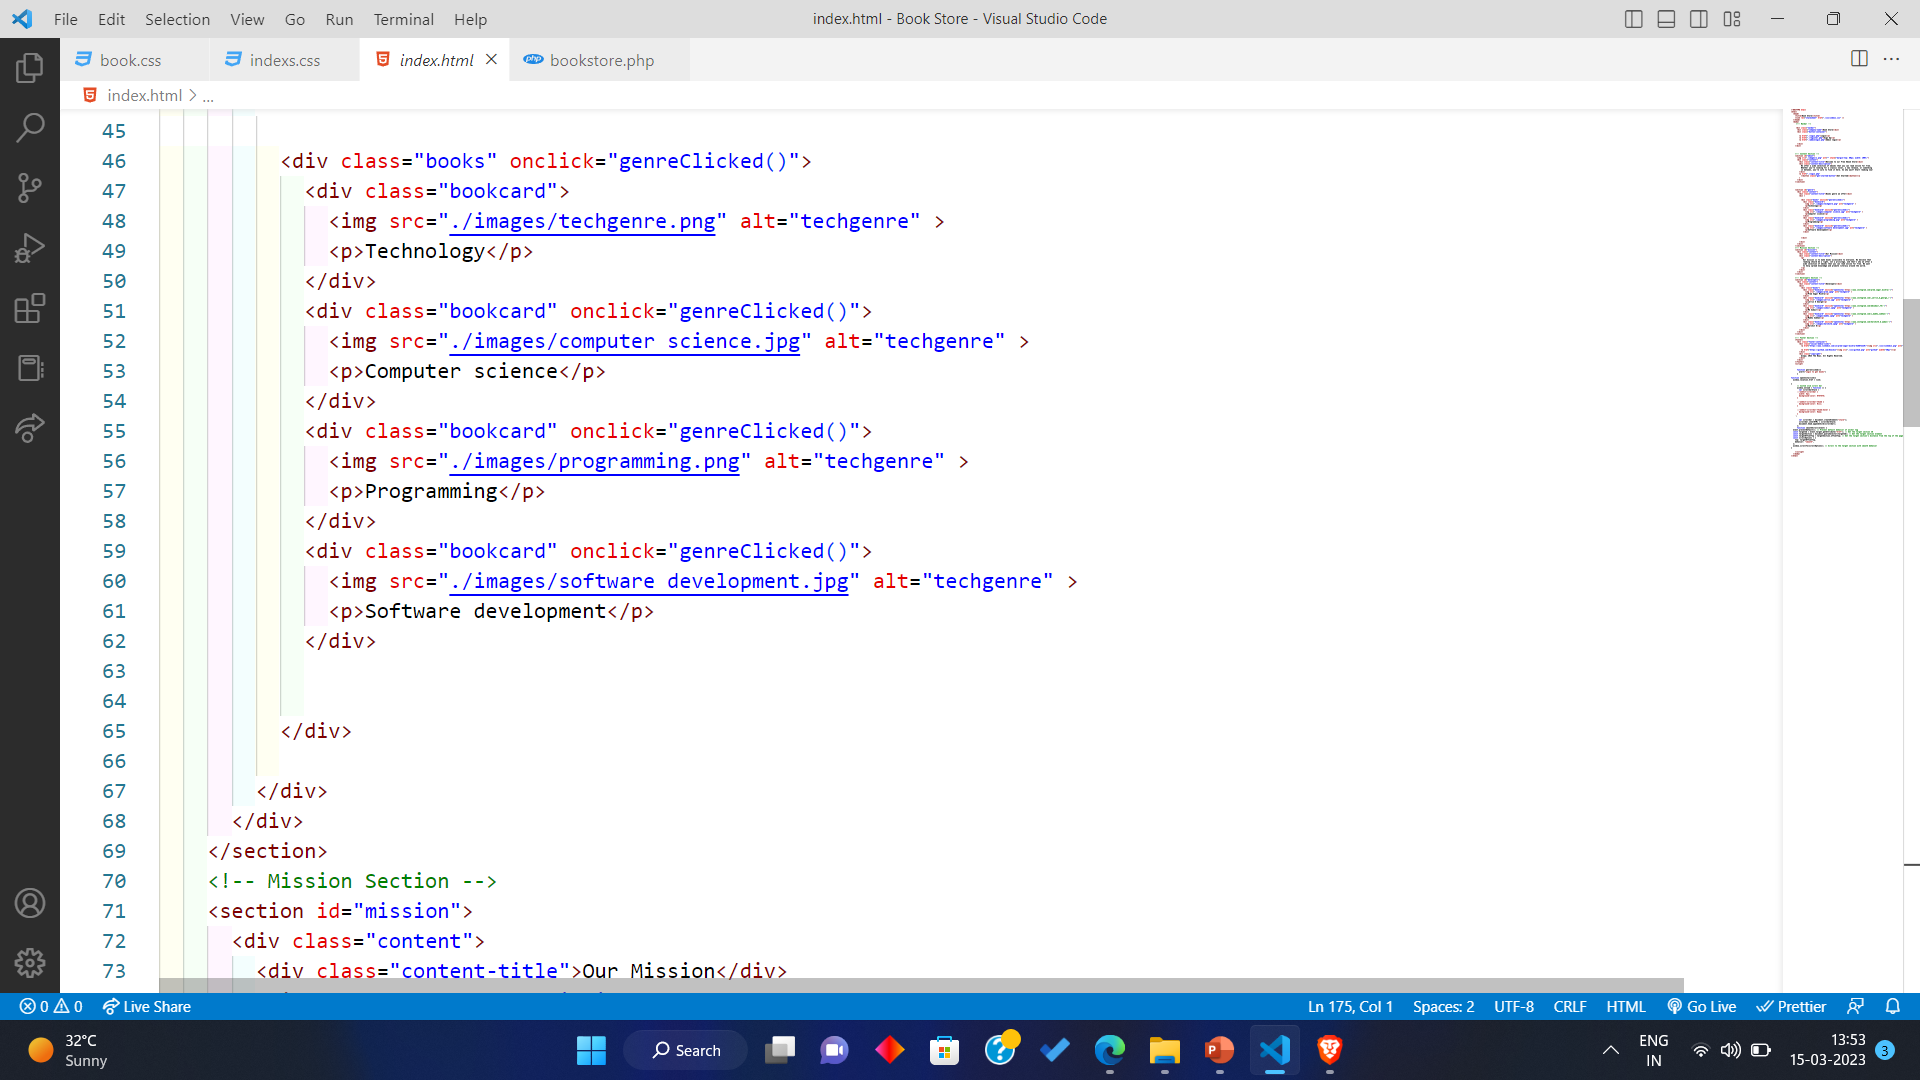 File Edit Selection View Go Run Terminal Help
index.html - Book Store - Visual Studio Code
book.css indexs.css index.html bookstore.php
index.html > ...
45
46 <div class="books" onclick="genreClicked()">
47 <div class="bookcard">
48 <img src="./images/techgenre.png" alt="techgenre" >
49 <p>Technology</p>
50 </div>
51 <div class="bookcard" onclick="genreClicked()">
52 <img src="./images/computer science.jpg" alt="techgenre" >
53 <p>Computer science</p>
54 </div>
55 <div class="bookcard" onclick="genreClicked()">
56 <img src="./images/programming.png" alt="techgenre" >
57 <p>Programming</p>
58 </div>
59 <div class="bookcard" onclick="genreClicked()">
60 <img src="./images/software development.jpg" alt="techgenre" >
61 <p>Software development</p>
62 </div>
63
64
65 </div>
66
67 </div>
68 </div>
69 </section>
70 <!-- Mission Section -->
71 <section id="mission">
72 <div class="content">
73 <div class="content-title">Our Mission</div>
0 0 Live Share Ln 175, Col 1 Spaces: 2 UTF-8 CRLF HTML Go Live Prettier
32°C
Sunny
Search
ENG
IN
13:53
15-03-2023
3